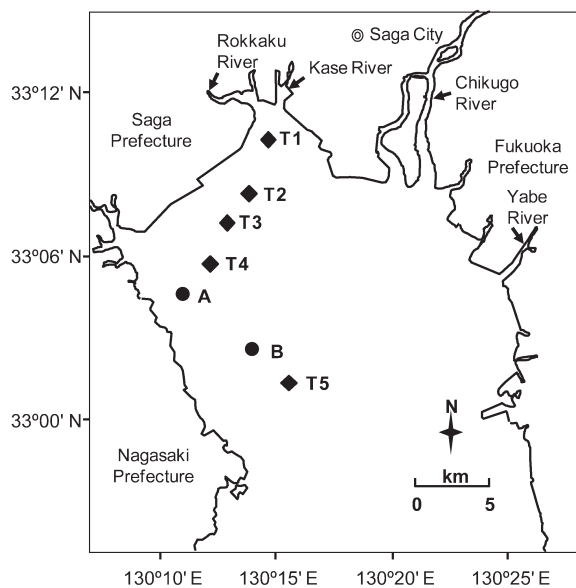 Saga City
Rokkaku
River
Kase River
33°12' N
Chikugo
River
Saga
Prefecture
T1
Fukuoka
Prefecture
T2
Yabe
River
T3
33°06' N
T4
A
B
T5
33°00' N
N
Nagasaki
Prefecture
km
0 5
130°10' E 130°15' E 130°20' E 130°25' E